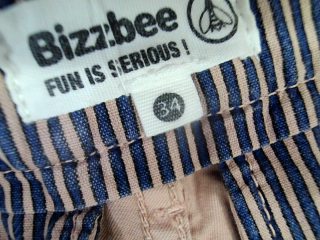 Bizzbee
FUN IS SERIOUS !
34